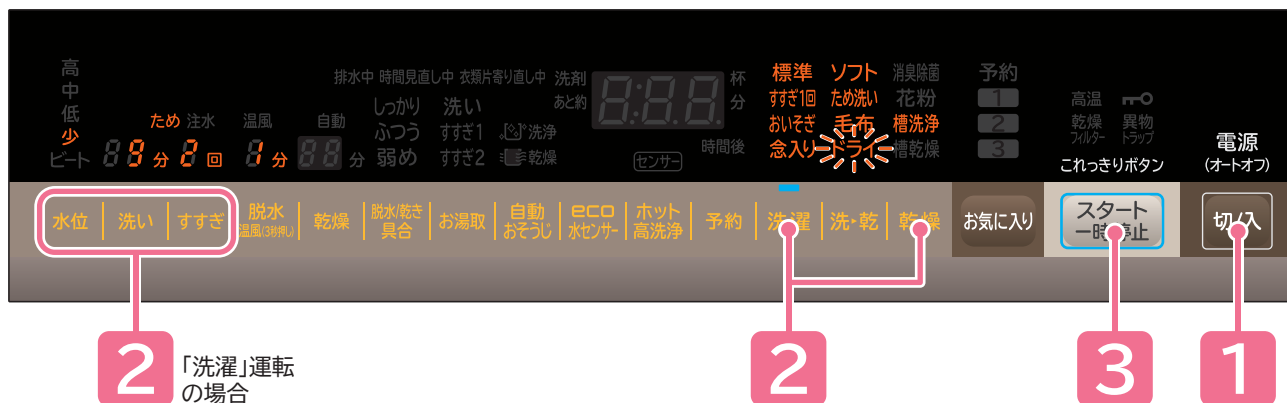 高
中
低
少
ビート
ため 注水
8 9 分 2 回
温風
1 分
自動
88 分
排水中 時間見直し中 衣類片寄り直し中
しっかり
ふつう
弱め
洗い
すすぎ1
すすぎ2
洗浄
乾燥
洗剤
あと約
8:88
杯
分
センサー
時間後
標準 ソフト 消臭除菌
すすぎ1回 ため洗い 花粉
おいそぎ 毛布 槽洗浄
念入り ドライ 槽乾燥
予約
1
2
3
高温
乾燥 異物
フィルター トラップ
これっきりボタン
電源
(オートオフ)
水位
洗い
すすぎ
脱水
温風(3秒押し)
乾燥
脱水/乾き
具合
お湯取
自動
おそうじ
eco
水センサー
ホット
高洗浄
予約
洗濯
洗▸乾
乾燥
お気に入り
スタート
一時停止
切/入
2
「洗濯」運転
の場合
2
3
1